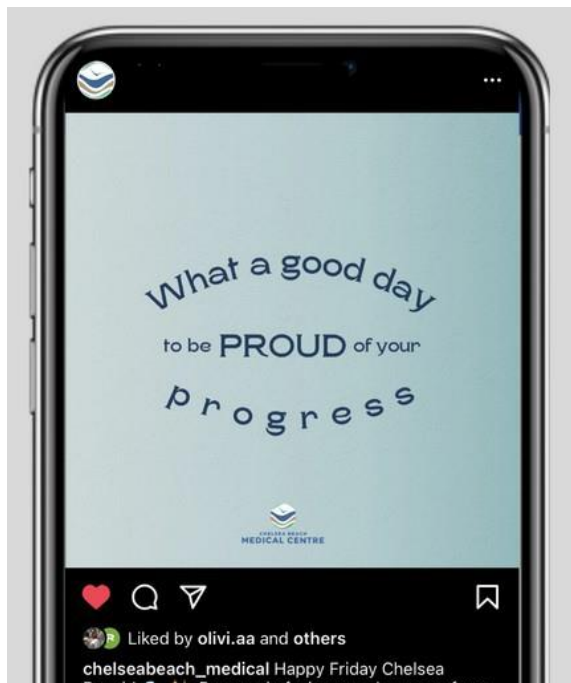 What a good day
to be PROUD of your
progress
CHELSEA BEACH
MEDICAL CENTRE
R
Liked by olivi.aa and others
chelseabeach_medical Happy Friday Chelsea